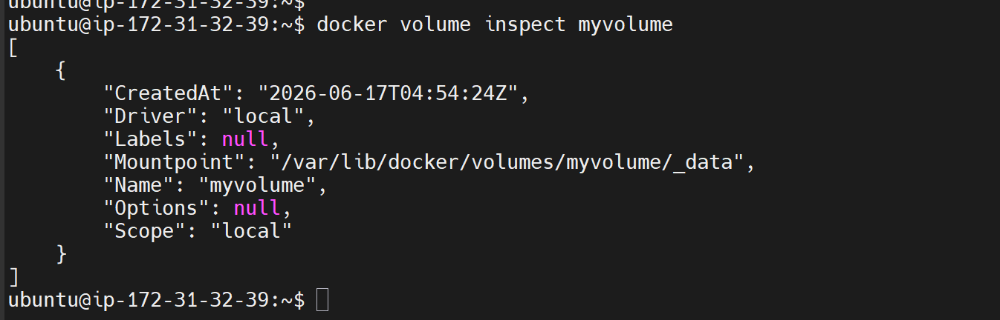 ubuntu@ip-172-31-32-39:~$
ubuntu@ip-172-31-32-39:~$ docker volume inspect myvolume
[
    {
        "CreatedAt": "2026-06-17T04:54:24Z",
        "Driver": "local",
        "Labels": null,
        "Mountpoint": "/var/lib/docker/volumes/myvolume/_data",
        "Name": "myvolume",
        "Options": null,
        "Scope": "local"
    }
]
ubuntu@ip-172-31-32-39:~$